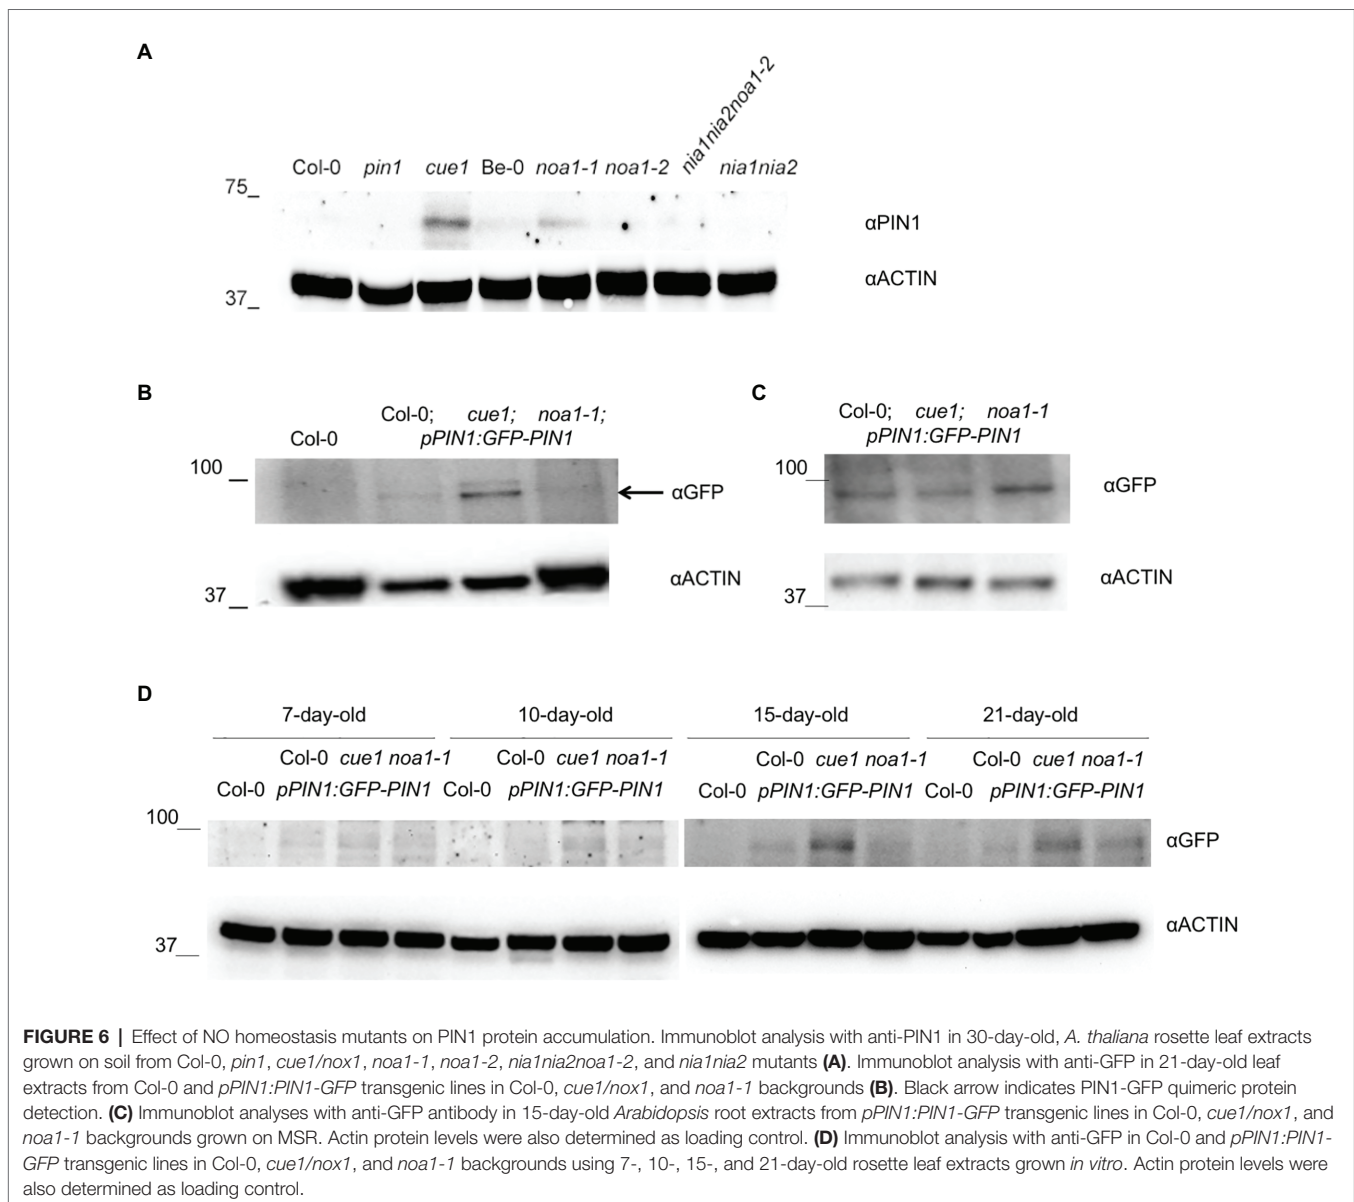 A
nia1nia2noa1-2
Col-0 pin1 cue1 Be-0 noa1-1 noa1-2 nia1nia2
75
αPIN1
αACTIN
37
B
C
Col-0; cue1; noa1-1;
Col-0 pPIN1:GFP-PIN1
100
αGFP
αACTIN
37
Col-0; cue1; noa1-1
pPIN1:GFP-PIN1
100
αGFP
αACTIN
37
D
7-day-old 10-day-old 15-day-old 21-day-old
Col-0 cue1 noa1-1 Col-0 cue1 noa1-1 Col-0 cue1 noa1-1 Col-0 cue1 noa1-1
Col-0 pPIN1:GFP-PIN1 Col-0 pPIN1:GFP-PIN1 Col-0 pPIN1:GFP-PIN1 Col-0 pPIN1:GFP-PIN1
100
αGFP
αACTIN
37
FIGURE 6 | Effect of NO homeostasis mutants on PIN1 protein accumulation. Immunoblot analysis with anti-PIN1 in 30-day-old, A. thaliana rosette leaf extracts
grown on soil from Col-0, pin1, cue1/nox1, noa1-1, noa1-2, nia1nia2noa1-2, and nia1nia2 mutants (A). Immunoblot analysis with anti-GFP in 21-day-old leaf
extracts from Col-0 and pPIN1:PIN1-GFP transgenic lines in Col-0, cue1/nox1, and noa1-1 backgrounds (B). Black arrow indicates PIN1-GFP quimeric protein
detection. (C) Immunoblot analyses with anti-GFP antibody in 15-day-old Arabidopsis root extracts from pPIN1:PIN1-GFP transgenic lines in Col-0, cue1/nox1, and
noa1-1 backgrounds grown on MSR. Actin protein levels were also determined as loading control. (D) Immunoblot analysis with anti-GFP in Col-0 and pPIN1:PIN1-
GFP transgenic lines in Col-0, cue1/nox1, and noa1-1 backgrounds using 7-, 10-, 15-, and 21-day-old rosette leaf extracts grown in vitro. Actin protein levels were
also determined as loading control.